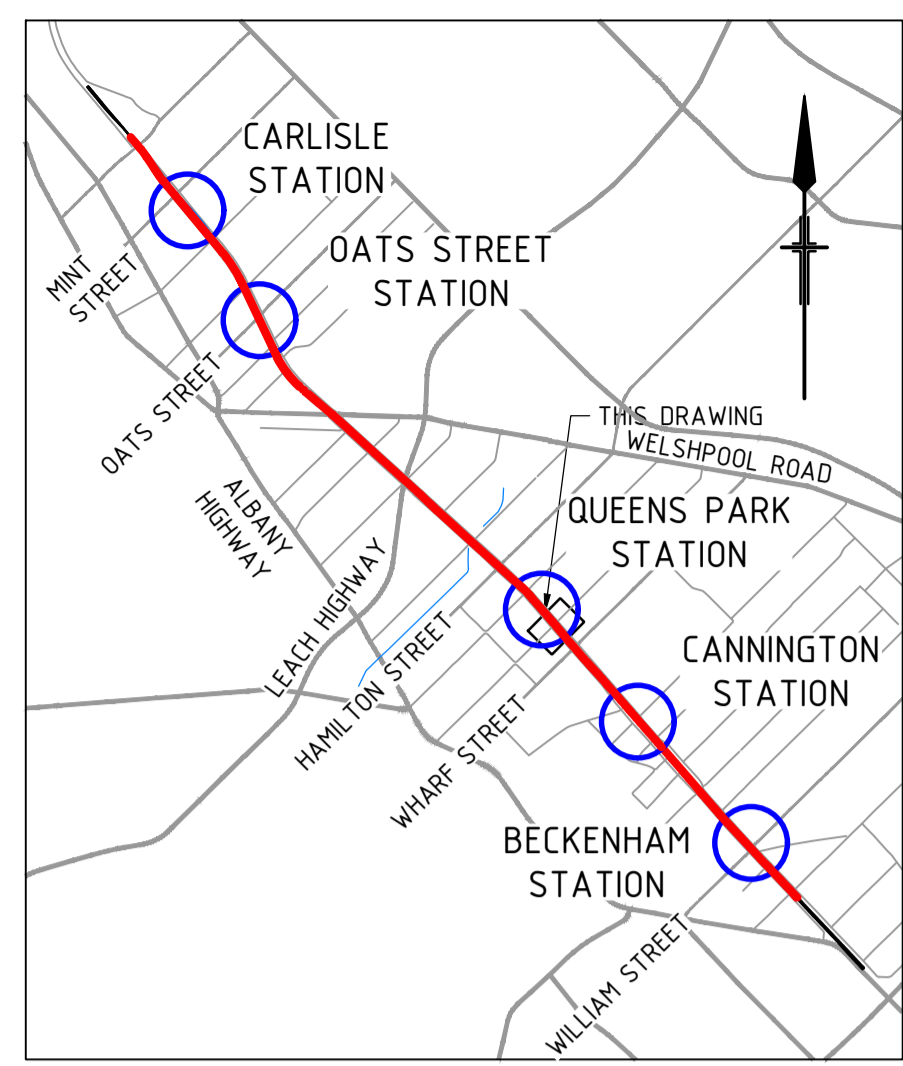 CARLISLE
STATION
OATS STREET
STATION
MINT
STREET
OATS STREET
THIS DRAWING
WELSHPOOL ROAD
ALBANY
HIGHWAY
QUEENS PARK
STATION
LEACH HIGHWAY
HAMILTON STREET
CANNINGTON
STATION
WHARF STREET
BECKENHAM
STATION
WILLIAM STREET